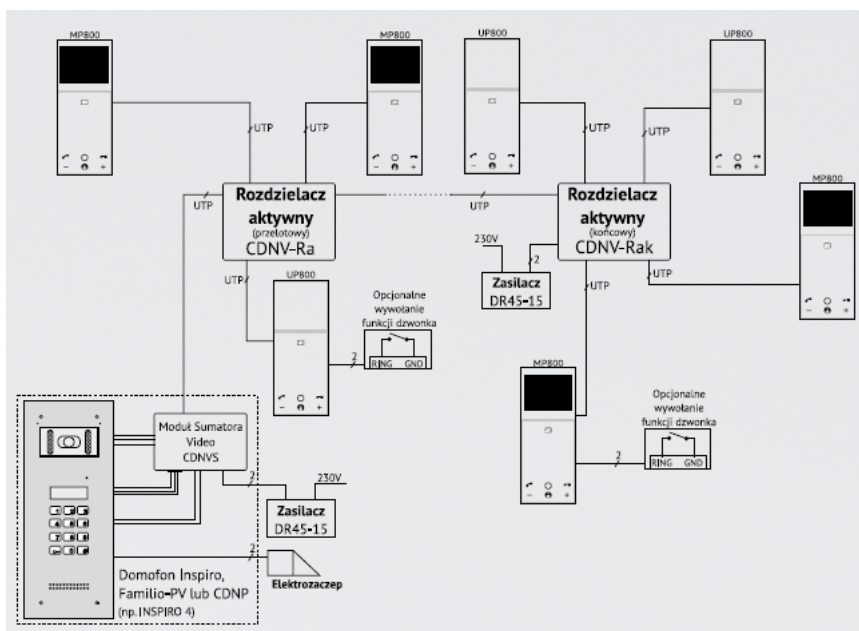 MP800
MP800
UP800
UP800
UTP
UTP
UTP
UTP
MP800
UTP
Rozdzielacz
aktywny
(przelotowy)
CDNV-Ra
UTP
Rozdzielacz
aktywny
(końcowy)
CDNV-Rak
230V
2
Zasilacz
DR45-15
UTP
UTP
UTP
UP800
Opcjonalne
wywołanie
funkcji dzwonka
RING GND
2
MP800
Opcjonalne
wywołanie
funkcji dzwonka
RING GND
2
Moduł Sumatora
Video
CDNVS
2
230V
Zasilacz
DR45-15
2
Elektrozaczep
Domofon Inspiro,
Familio-PV lub CDNP
(np. INSPIRO 4)